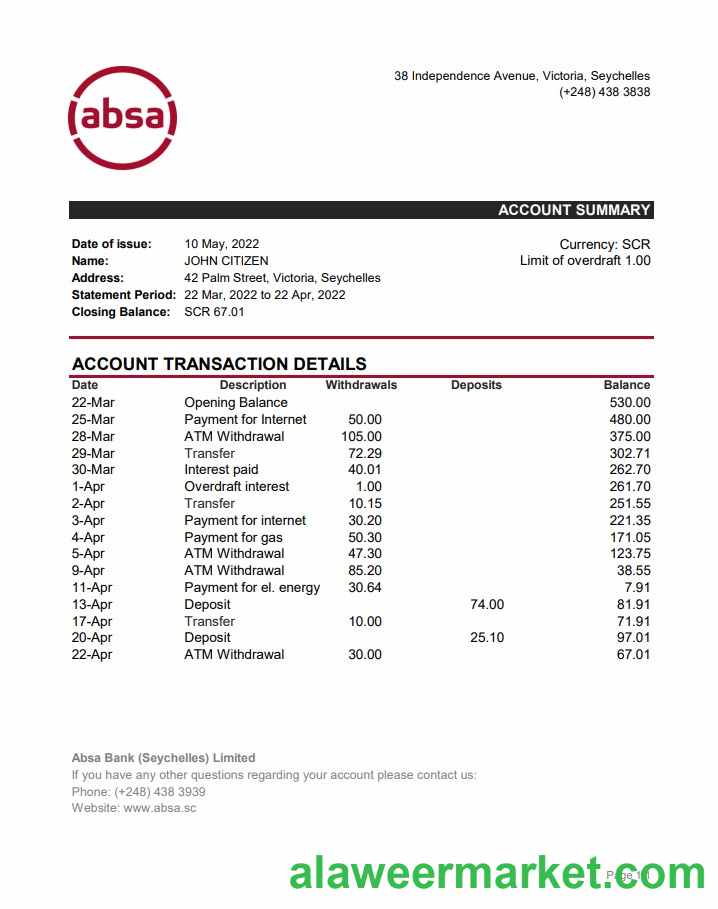 absa
38 Independence Avenue, Victoria, Seychelles
(+248) 438 3838
ACCOUNT SUMMARY
Date of issue: 10 May, 2022
Currency: SCR
Name: JOHN CITIZEN
Limit of overdraft 1.00
Address: 42 Palm Street, Victoria, Seychelles
Statement Period: 22 Mar, 2022 to 22 Apr, 2022
Closing Balance: SCR 67.01
ACCOUNT TRANSACTION DETAILS
Date Description Withdrawals Deposits Balance
22-Mar Opening Balance 530.00
25-Mar Payment for Internet 50.00 480.00
28-Mar ATM Withdrawal 105.00 375.00
29-Mar Transfer 72.29 302.71
30-Mar Interest paid 40.01 262.70
1-Apr Overdraft interest 1.00 261.70
2-Apr Transfer 10.15 251.55
3-Apr Payment for internet 30.20 221.35
4-Apr Payment for gas 50.30 171.05
5-Apr ATM Withdrawal 47.30 123.75
9-Apr ATM Withdrawal 85.20 38.55
11-Apr Payment for el. energy 30.64 7.91
13-Apr Deposit 74.00 81.91
17-Apr Transfer 10.00 71.91
20-Apr Deposit 25.10 97.01
22-Apr ATM Withdrawal 30.00 67.01
Absa Bank (Seychelles) Limited
If you have any other questions regarding your account please contact us:
Phone: (+248) 438 3939
Website: www.absa.sc
alaweermarket.com
Page